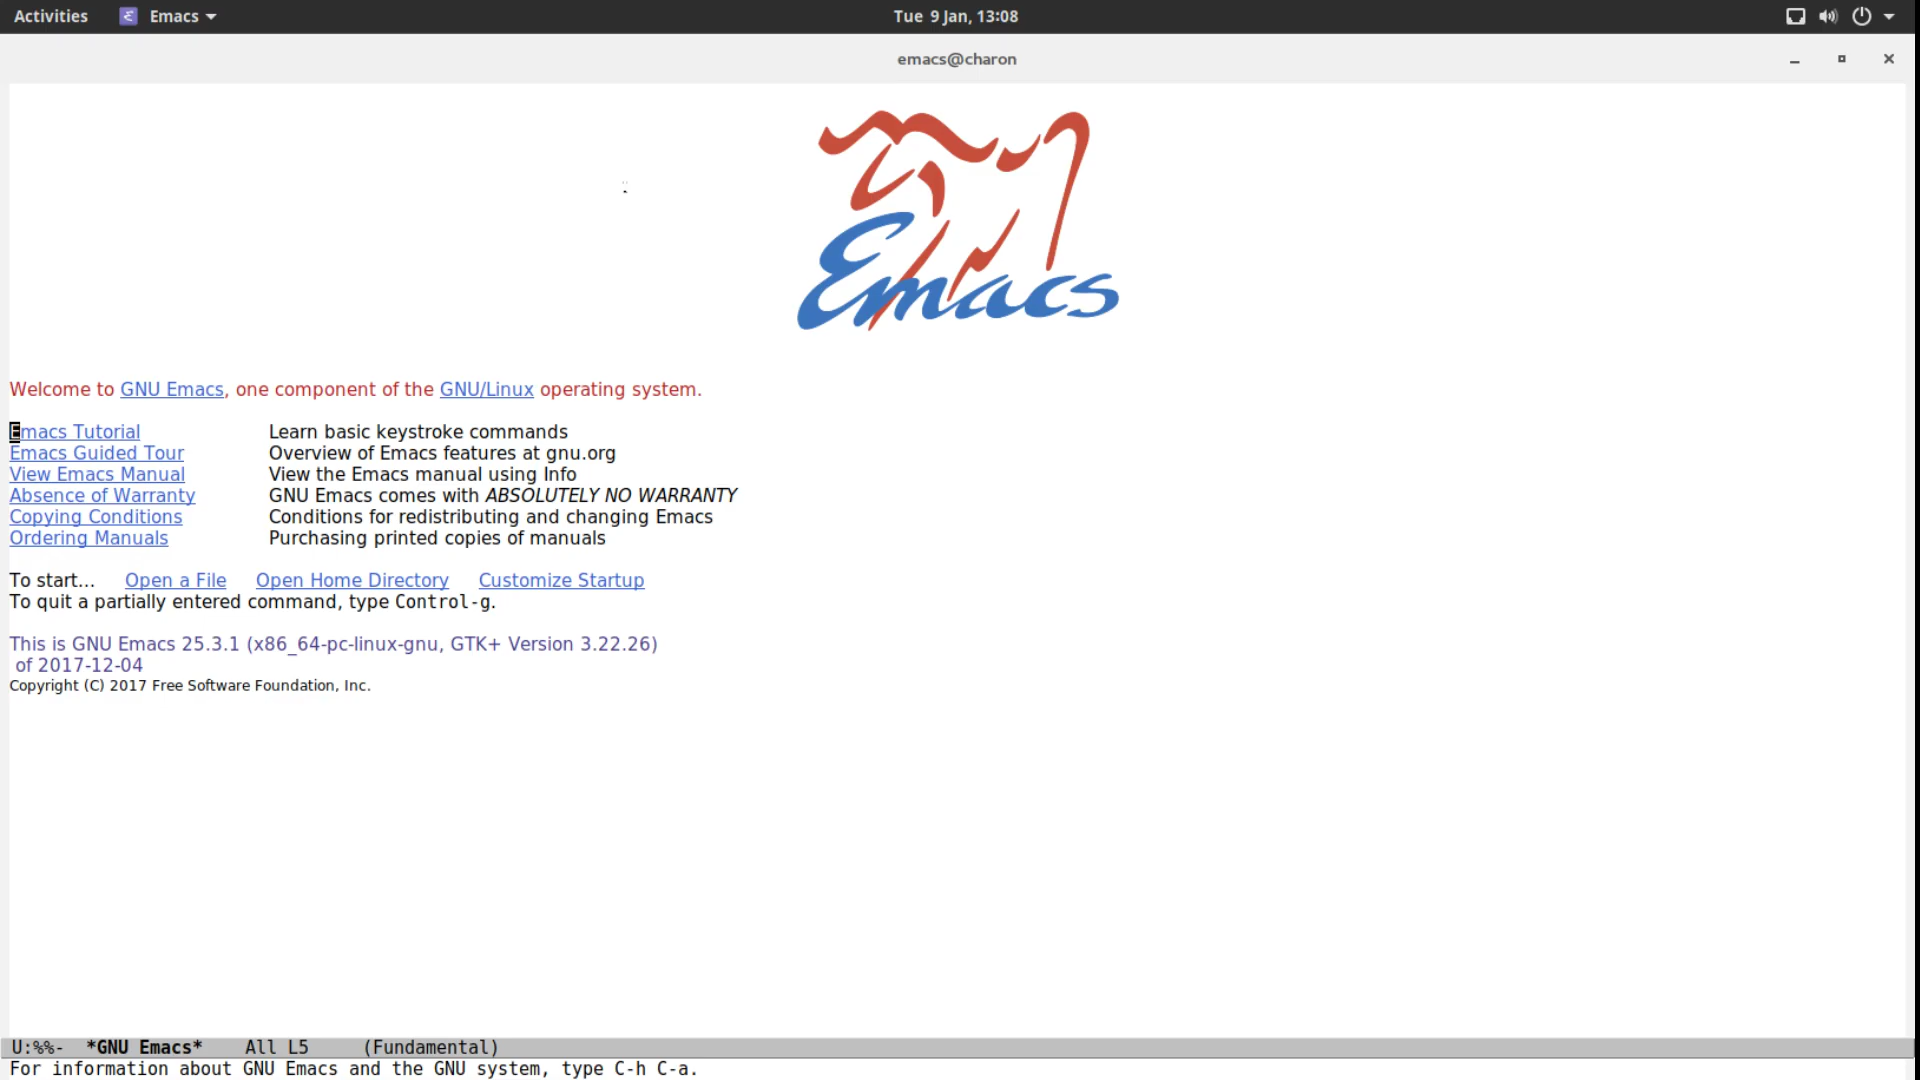 Activities Emacs Tue 9 Jan, 13:08
emacs@charon
Emacs
Welcome to GNU Emacs, one component of the GNU/Linux operating system.
Emacs Tutorial Learn basic keystroke commands
Emacs Guided Tour Overview of Emacs features at gnu.org
View Emacs Manual View the Emacs manual using Info
Absence of Warranty GNU Emacs comes with ABSOLUTELY NO WARRANTY
Copying Conditions Conditions for redistributing and changing Emacs
Ordering Manuals Purchasing printed copies of manuals
To start... Open a File Open Home Directory Customize Startup
To quit a partially entered command, type Control-g.
This is GNU Emacs 25.3.1 (x86_64-pc-linux-gnu, GTK+ Version 3.22.26)
of 2017-12-04
Copyright (C) 2017 Free Software Foundation, Inc.
U:%%- *GNU Emacs* All L5 (Fundamental)
For information about GNU Emacs and the GNU system, type C-h C-a.